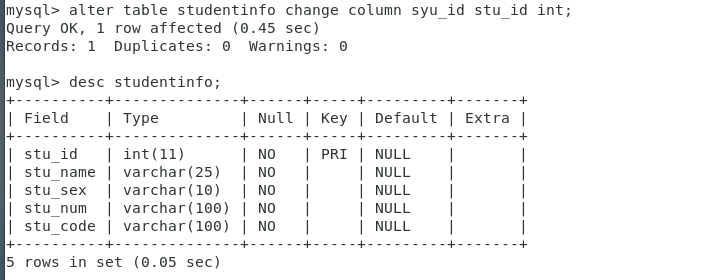 mysql> alter table studentinfo change column syu_id stu_id int;
Query OK, 1 row affected (0.45 sec)
Records: 1  Duplicates: 0  Warnings: 0

mysql> desc studentinfo;
+----------+--------------+------+-----+---------+-------+
| Field    | Type         | Null | Key | Default | Extra |
+----------+--------------+------+-----+---------+-------+
| stu_id   | int(11)      | NO   | PRI | NULL    |       |
| stu_name | varchar(25)  | NO   |     | NULL    |       |
| stu_sex  | varchar(10)  | NO   |     | NULL    |       |
| stu_num  | varchar(100) | NO   |     | NULL    |       |
| stu_code | varchar(100) | NO   |     | NULL    |       |
+----------+--------------+------+-----+---------+-------+
5 rows in set (0.05 sec)